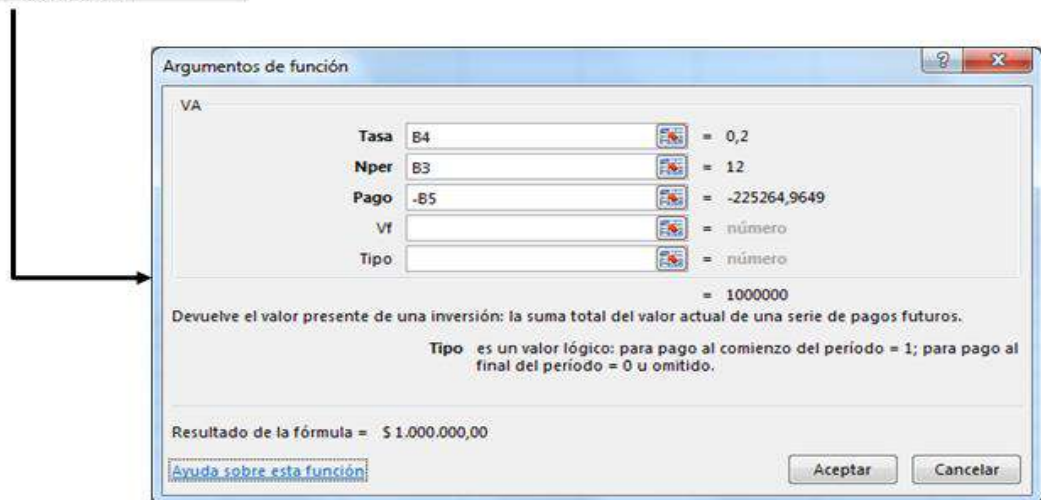 Argumentos de función
VA
Tasa B4 = 0,2
Nper B3 = 12
Pago -B5 = -225264,9649
Vf = número
Tipo = número
= 1000000
Devuelve el valor presente de una inversión: la suma total del valor actual de una serie de pagos futuros.
Tipo es un valor lógico: para pago al comienzo del período = 1; para pago al
final del período = 0 u omitido.
Resultado de la fórmula = $ 1.000.000,00
Ayuda sobre esta función
Aceptar Cancelar